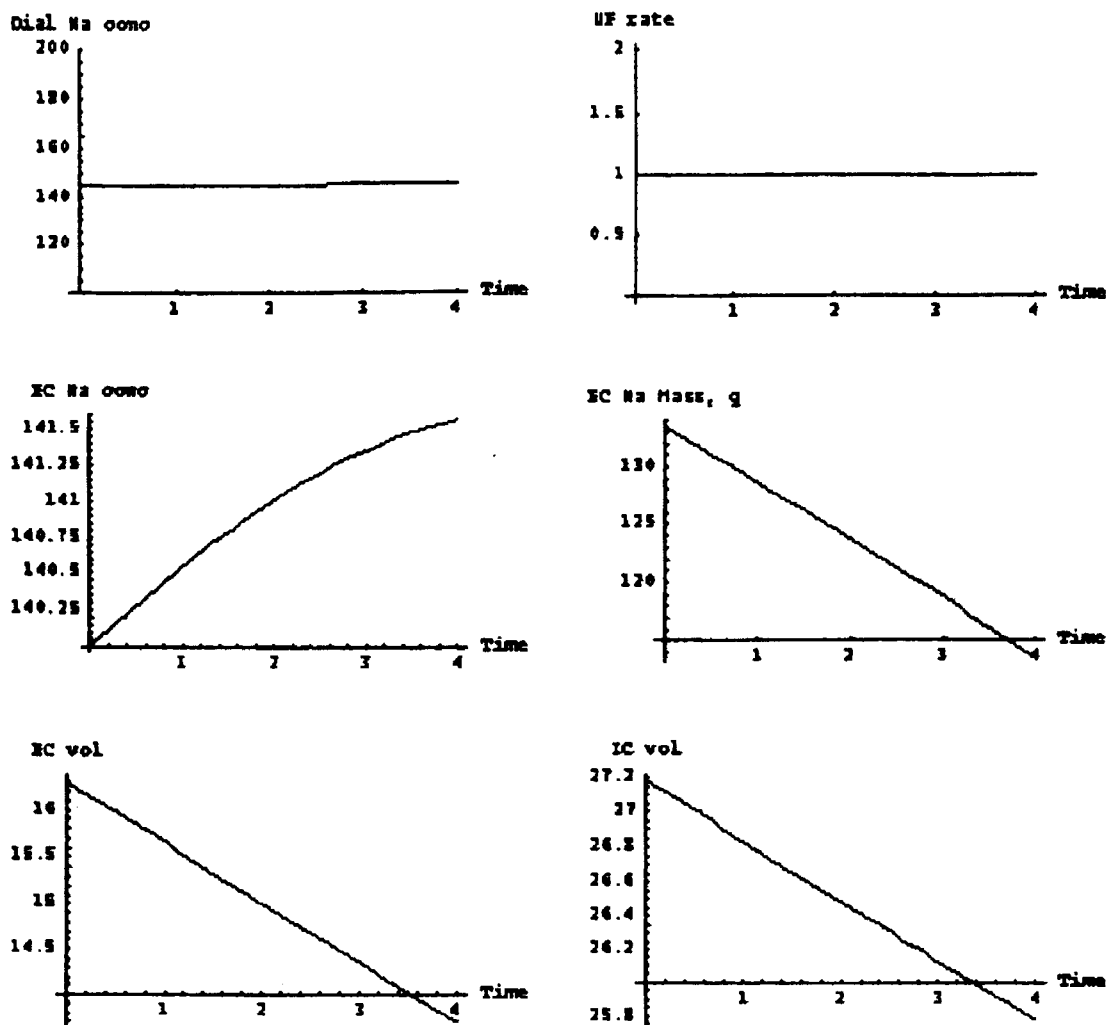 Dial Na conc
200
180
160
140
120
1 2 3 4 Time
UF rate
2
1.5
1
0.5
1 2 3 4 Time
EC Na conc
141.5
141.25
141
140.75
140.5
140.25
1 2 3 4 Time
EC Na Mass, g
130
125
120
1 2 3 4 Time
EC vol
16
15.5
15
14.5
1 2 3 4 Time
IC vol
27.2
27
26.8
26.6
26.4
26.2
25.8
1 2 3 4 Time